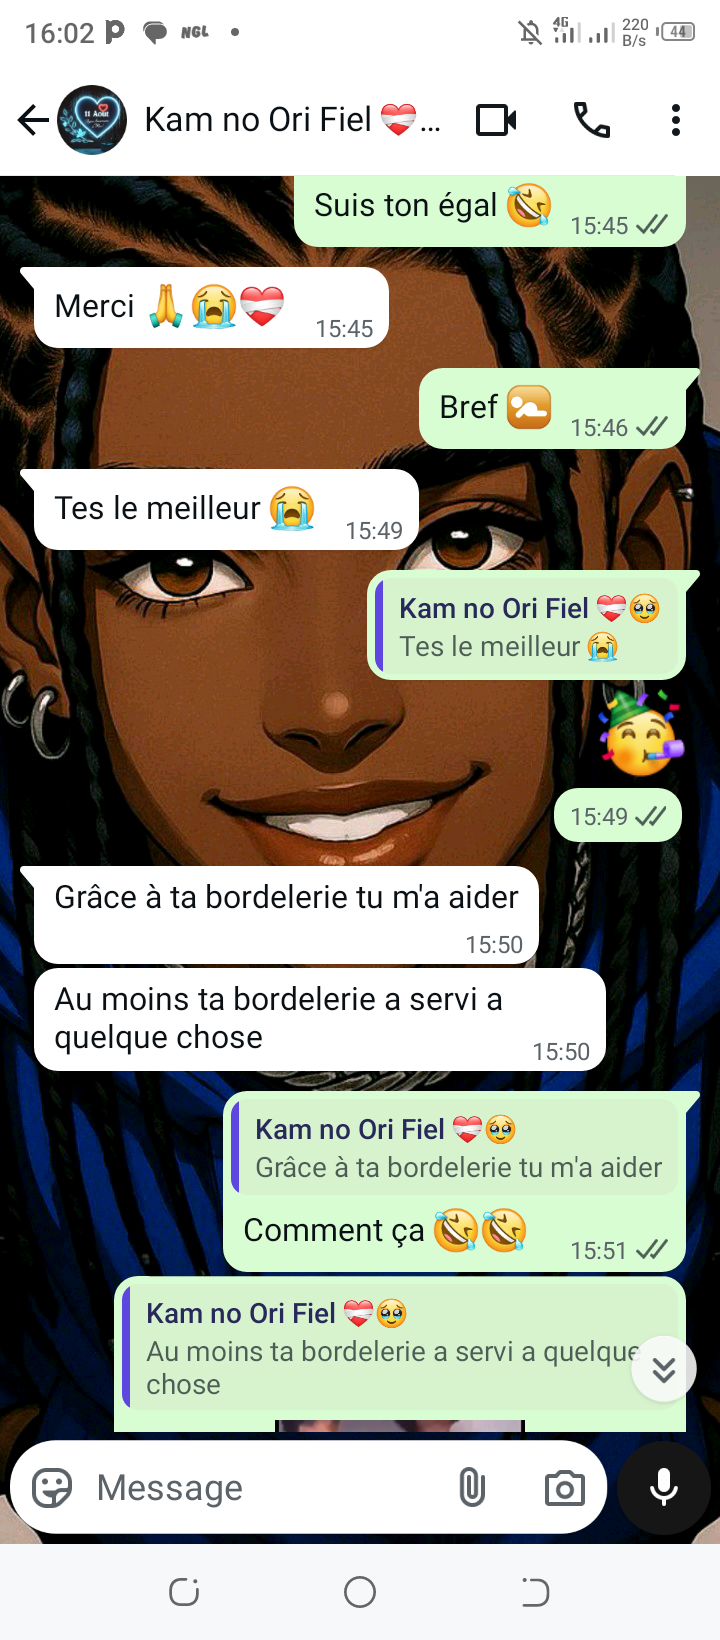 16:02 NGL 4G 220 B/s 44
11 Août
Kam no Ori Fiel ❤️‍🩹...
Suis ton égal 🤣
15:45
Merci 🙏😭❤️‍🩹
15:45
Bref
15:46
Tes le meilleur 😭
15:49
Kam no Ori Fiel ❤️‍🩹🥹
Tes le meilleur 😭
🥳
15:49
Grâce à ta bordelerie tu m'a aider
15:50
Au moins ta bordelerie a servi a
quelque chose
15:50
Kam no Ori Fiel ❤️‍🩹🥹
Grâce à ta bordelerie tu m'a aider
Comment ça 🤣🤣
15:51
Kam no Ori Fiel ❤️‍🩹🥹
Au moins ta bordelerie a servi a quelque
chose
Message